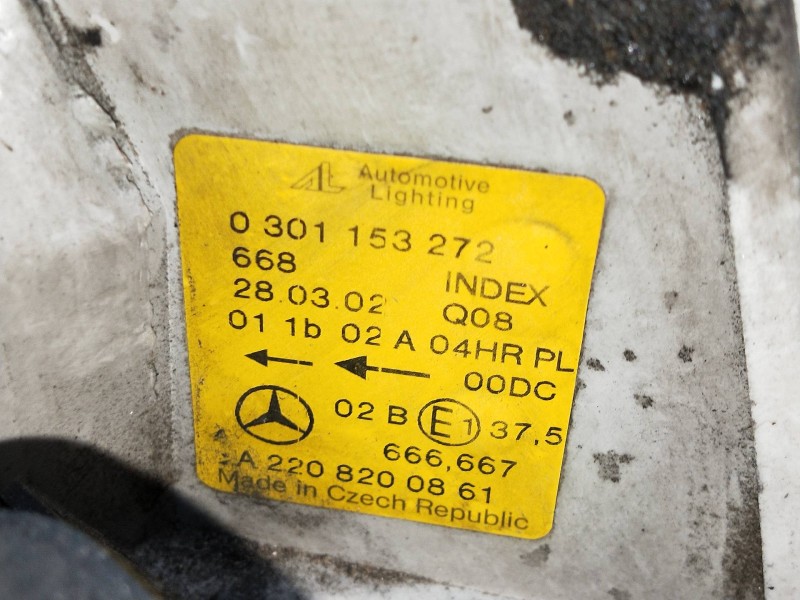 AL Automotive
Lighting
0 301 153 272
668 INDEX
28.03.02 Q08
01 1b 02 A 04HR PL
00DC
02 B E1 37,5
666,667
A 220 820 08 61
Made in Czech Republic